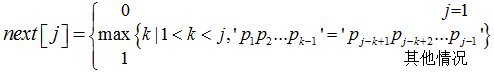 0 j=1
next[j]={ max{k|1<k<j,'p₁p₂...pₖ₋₁'='pⱼ₋ₖ₊₁pⱼ₋ₖ₊₂...pⱼ₋₁'}
1 其他情况